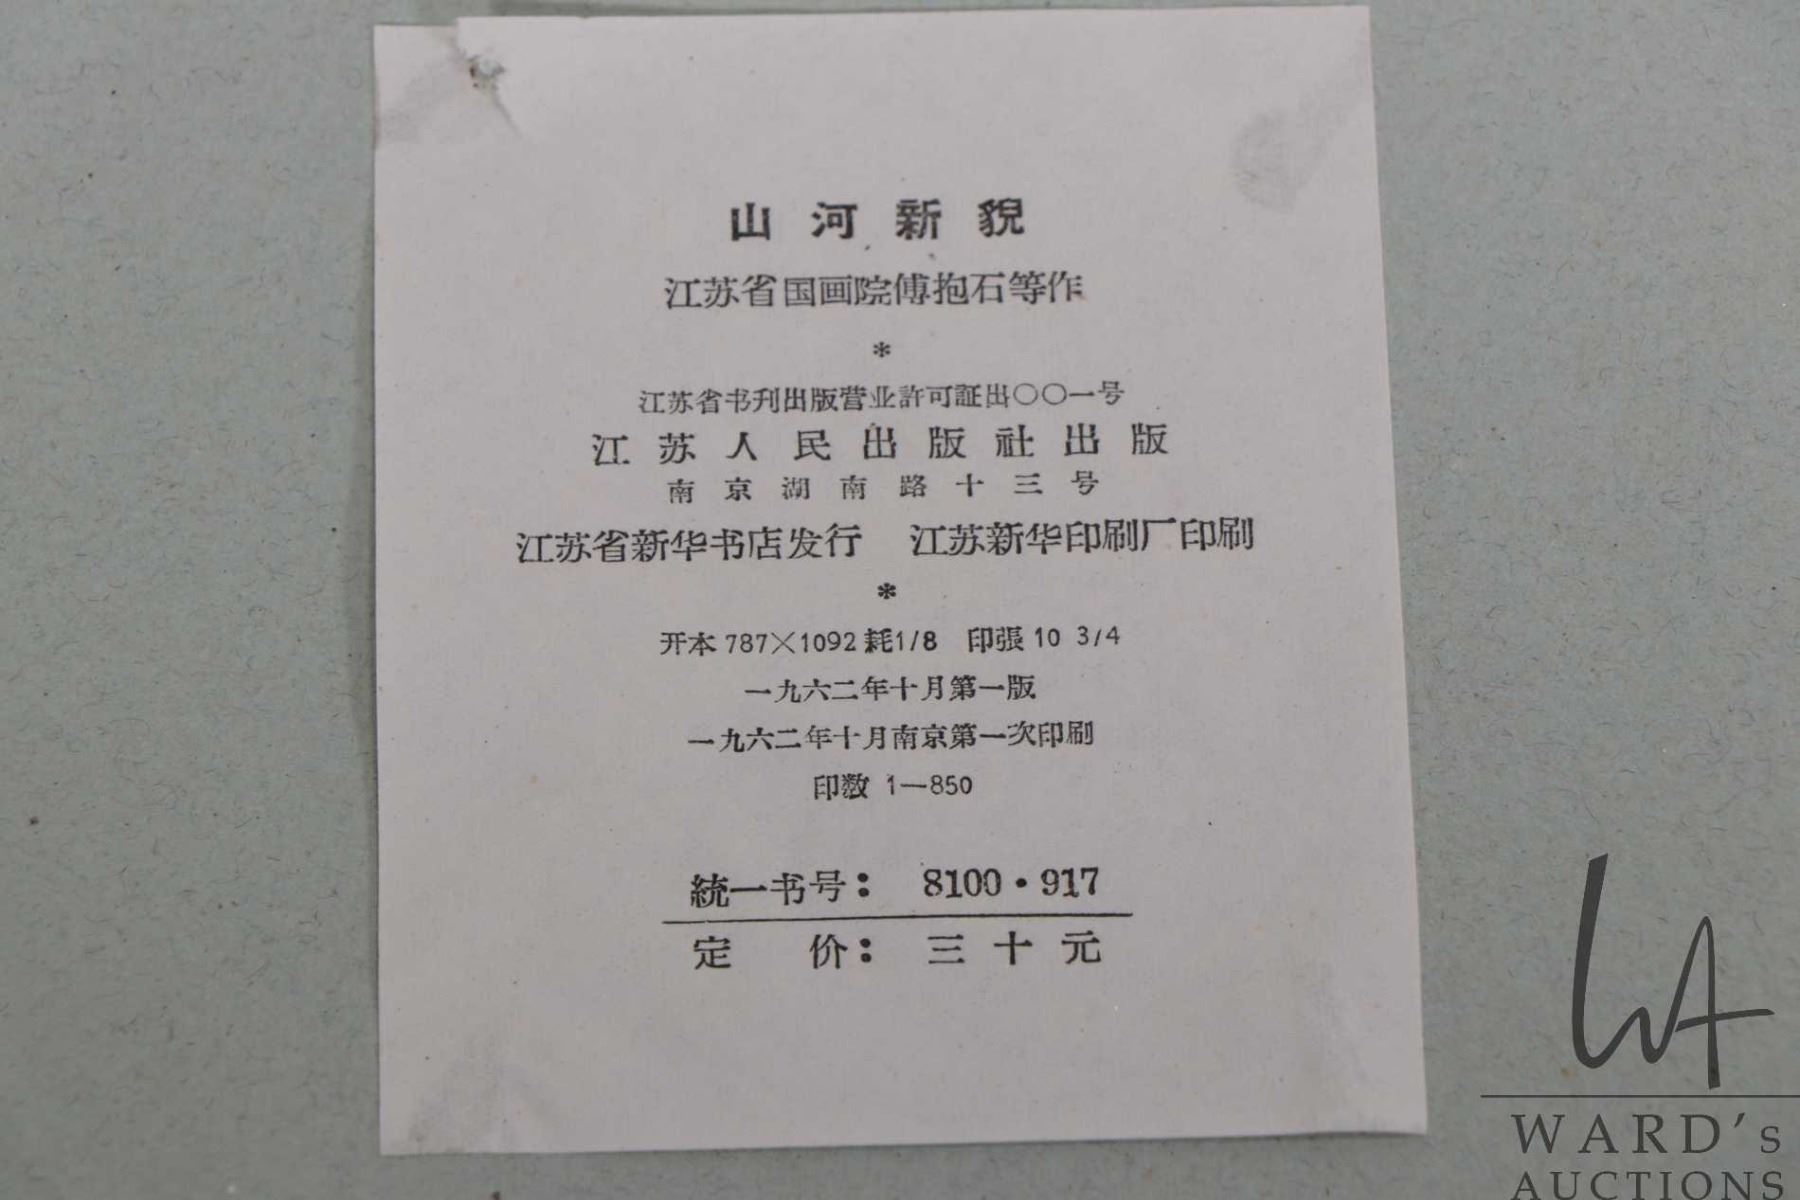 山河新貌
江苏省国画院傅抱石等作
*
江苏省书刊出版营业許可証出〇〇一号
江苏人民出版社出版
南京湖南路十三号
江苏省新华书店发行 江苏新华印刷厂印刷
*
开本 787×1092 耗1/8 印張 10 3/4
一九六二年十月第一版
一九六二年十月南京第一次印刷
印数 1—850
統一书号： 8100·917
定价： 三十元
WARD's
AUCTIONS